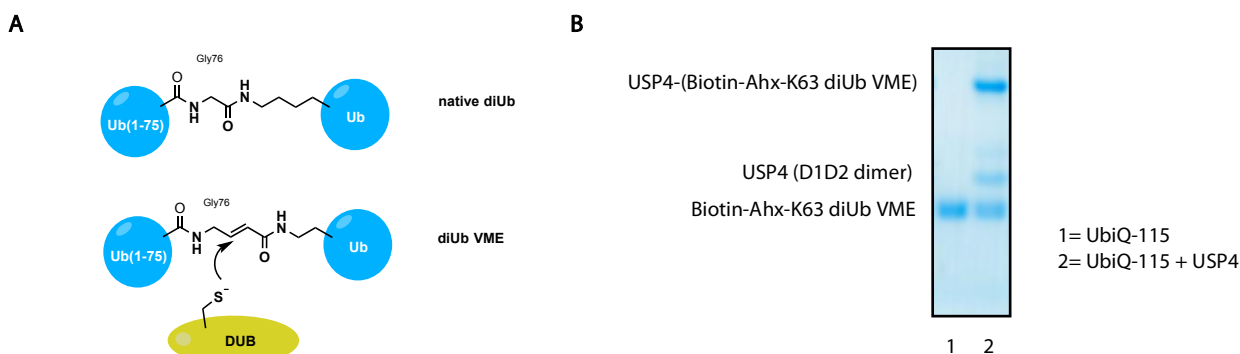 A
Gly76
O
H
N
N
H
O
Ub(1-75)
Ub
native diUb
Gly76
O
H
N
N
H
O
Ub(1-75)
Ub
diUb VME
S-
DUB
B
USP4-(Biotin-Ahx-K63 diUb VME)
USP4 (D1D2 dimer)
Biotin-Ahx-K63 diUb VME
1 2
1= UbiQ-115
2= UbiQ-115 + USP4